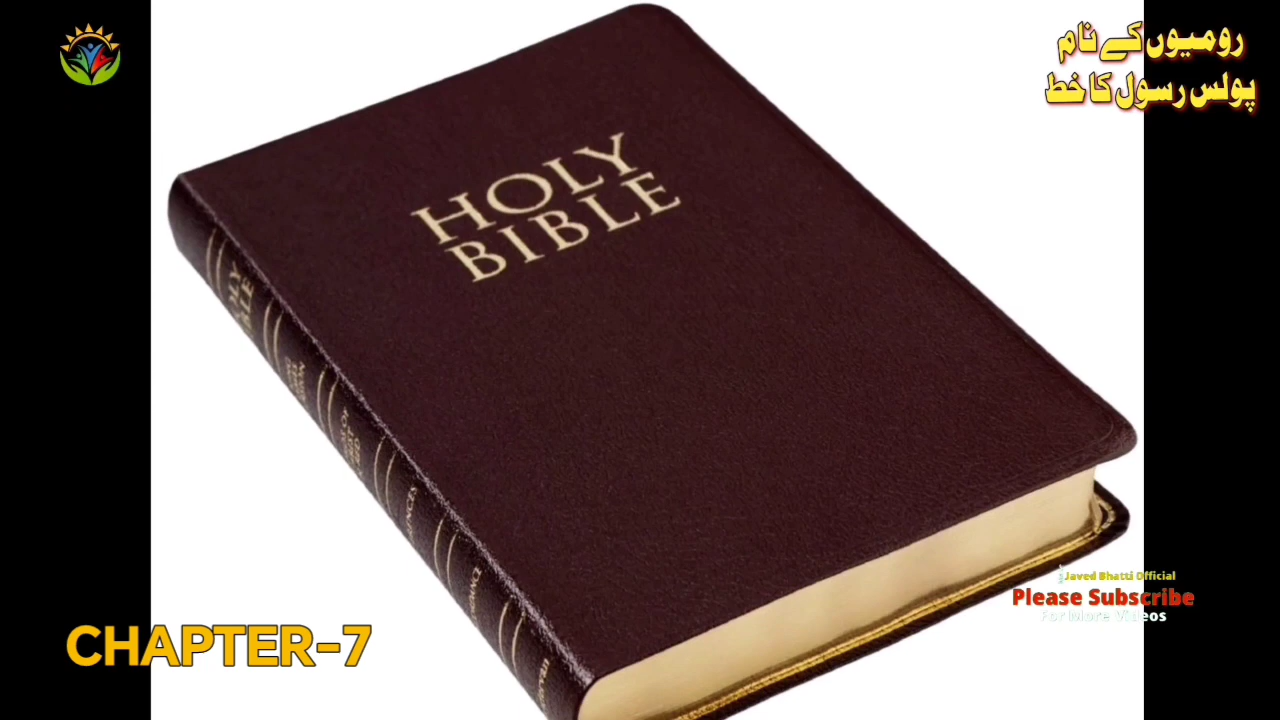 رومیوں کے نام
پولس رسول کا خط
HOLY
BIBLE
Javed Bhatti Official
Please Subscribe
For More Videos
CHAPTER-7